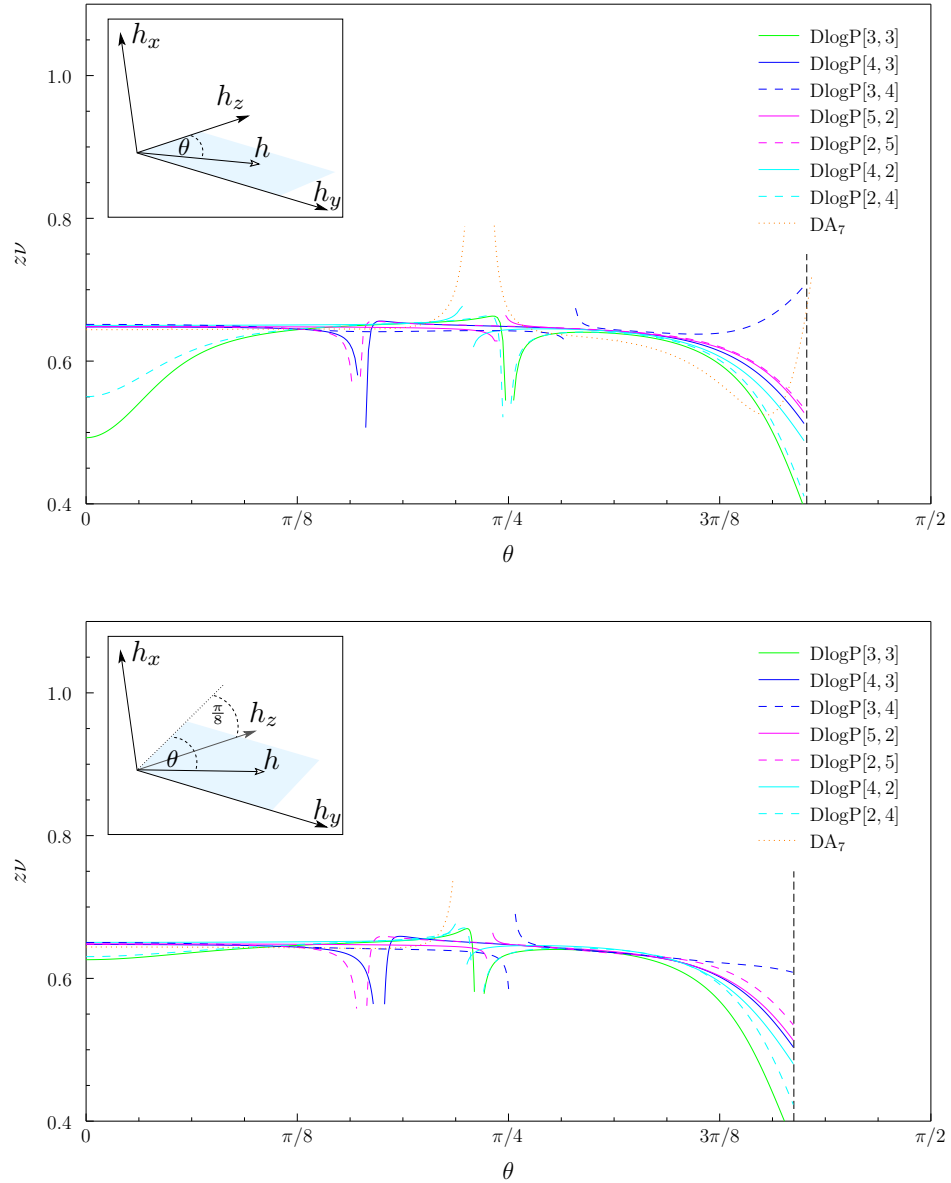 h_x
h_z
θ
h
h_y
DlogP[3, 3]
DlogP[4, 3]
DlogP[3, 4]
DlogP[5, 2]
DlogP[2, 5]
DlogP[4, 2]
DlogP[2, 4]
DA_7
zν
1.0
0.8
0.6
0.4
0
π/8
π/4
3π/8
π/2
θ
h_x
π/8
h_z
θ
h
h_y
DlogP[3, 3]
DlogP[4, 3]
DlogP[3, 4]
DlogP[5, 2]
DlogP[2, 5]
DlogP[4, 2]
DlogP[2, 4]
DA_7
zν
1.0
0.8
0.6
0.4
0
π/8
π/4
3π/8
π/2
θ